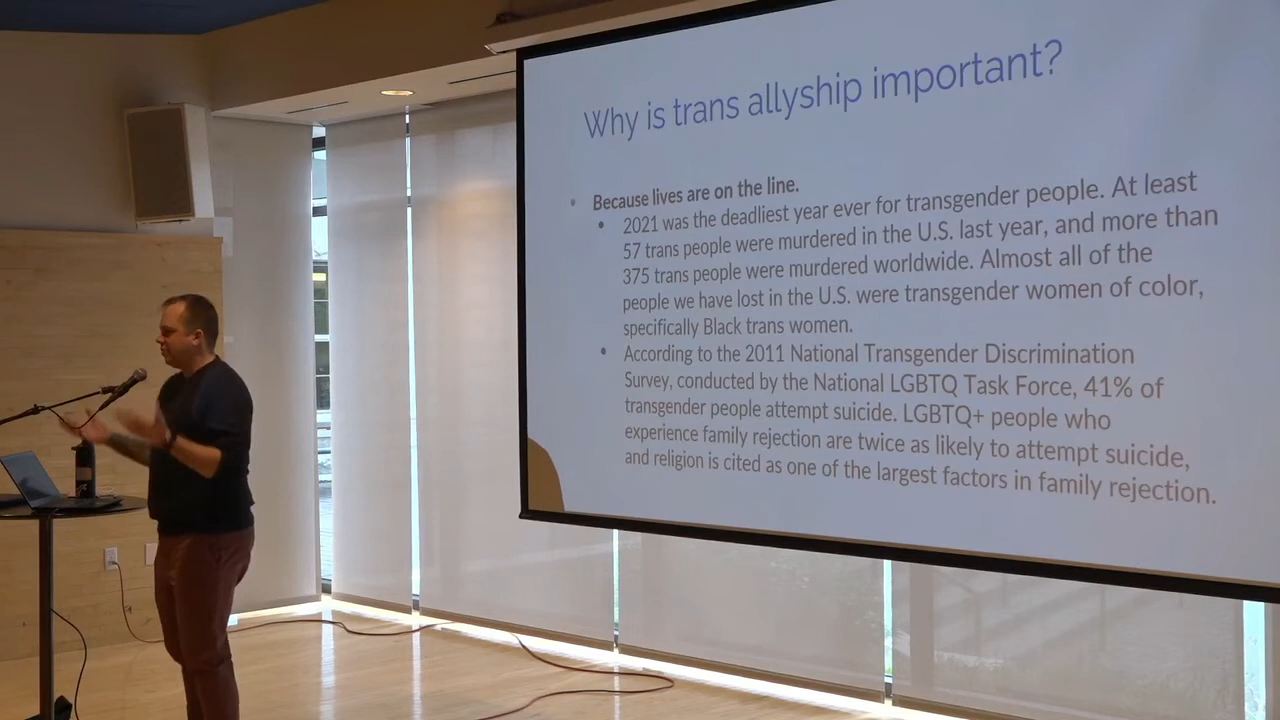 Why is trans allyship important?
Because lives are on the line.
2021 was the deadliest year ever for transgender people. At least
57 trans people were murdered in the U.S. last year, and more than
375 trans people were murdered worldwide. Almost all of the
people we have lost in the U.S. were transgender women of color,
specifically Black trans women.
According to the 2011 National Transgender Discrimination
Survey, conducted by the National LGBTQ Task Force, 41% of
transgender people attempt suicide. LGBTQ+ people who
experience family rejection are twice as likely to attempt suicide,
and religion is cited as one of the largest factors in family rejection.